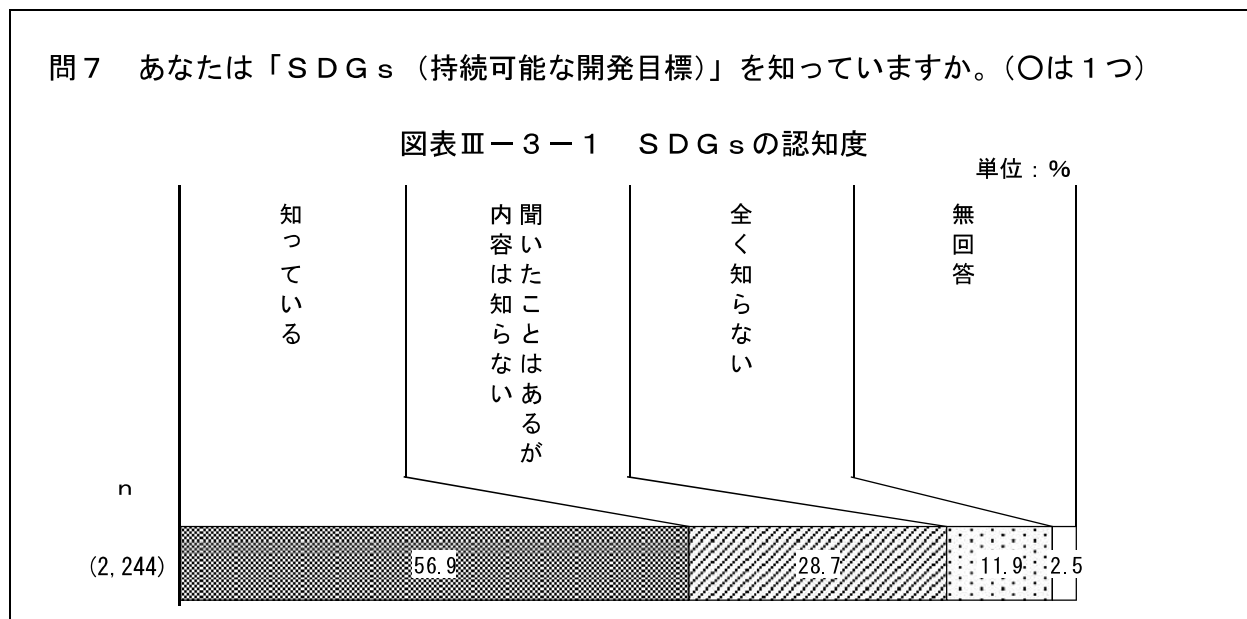 問７　あなたは「ＳＤＧｓ（持続可能な開発目標）」を知っていますか。（〇は１つ）
図表Ⅲ－３－１　ＳＤＧｓの認知度
単位：％
知っている
聞いたことはあるが
内容は知らない
全く知らない
無回答
ｎ
(2,244)
56.9
28.7
11.9
2.5